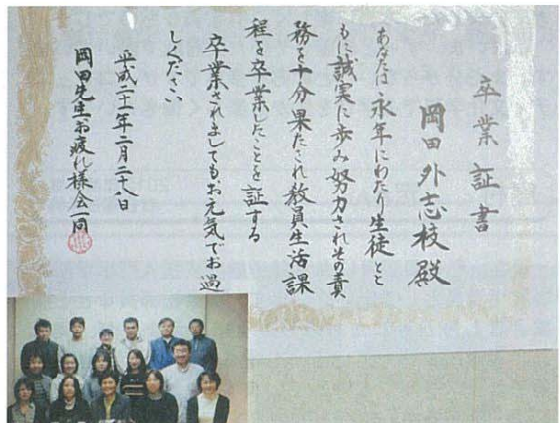 卒業証書
岡田外志校殿
あなたは永年にわたり生徒とと
もに誠実に歩み努力されその責
務を十分果たされ教員生活課
程を卒業したことを証する
卒業されましてもお元気でお過
しください
平成二十一年二月二十八日
岡田先生お疲れ様会一同